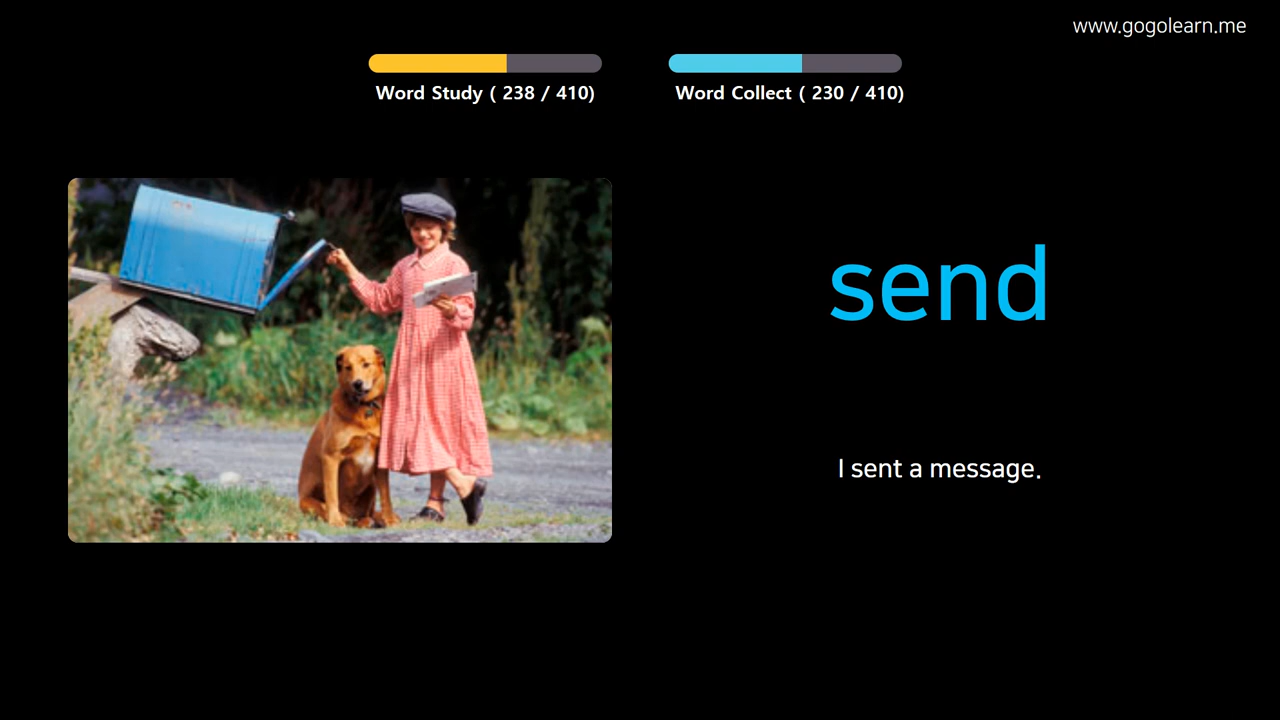 www.gogolearn.me
Word Study ( 238 / 410)
Word Collect ( 230 / 410)
send
I sent a message.